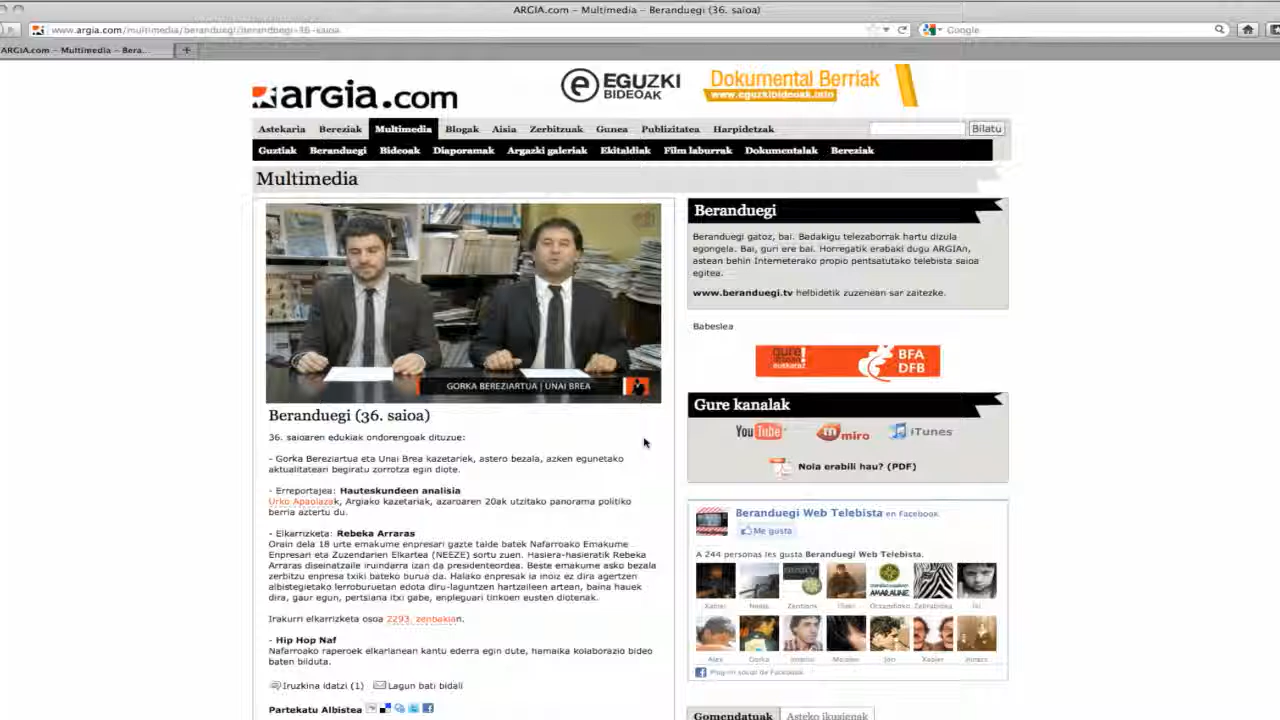 ARGIA.com – Multimedia – Beranduegi (36. saioa)
www.argia.com/multimedia/beranduegi/beranduegi-36-saioa
Google
ARGIA.com – Multimedia – Bera...
argia.com
EGUZKI BIDEOAK
Dokumental Berriak
www.eguzkibideoak.info
Astekaria Bereziak Multimedia Blogak Aisia Zerbitzuak Gunea Publizitatea Harpidetzak
Bilatu
Guztiak Beranduegi Bideoak Diaporamak Argazki galeriak Ekitaldiak Film laburrak Dokumentalak Bereziak
Multimedia
GORKA BEREZIARTUA | UNAI BREA
Beranduegi (36. saioa)
36. saioaren edukiak ondorengoak dituzue:
- Gorka Bereziartua eta Unai Brea kazetariek, astero bezala, azken egunetako
aktualitatean begiratu zorrotza egin diote.
- Erreportajea: Hauteskundeen analisia
Urko Apaolazak, Argiako kazetariak, azaroaren 20ak utzitako panorama politiko
berria aztertu du.
- Elkarrizketa: Rebeka Arraras
Orain dela 18 urte emakume enpresari gazte talde batek Nafarroako Emakume
Enpresari eta Zuzendarien Elkartea (NEEZE) sortu zuen. Hasiera-hasieratik Rebeka
Arraras diseinatzaile iruindarra izan da presidenteordea. Beste emakume asko bezala
zerbitzu enpresa txiki bateko burua da. Halako enpresak ia inoiz ez dira agertzen
albistegietako lerroburuetan edota diru-laguntzen hartzaileen artean, baina hauek
dira, gaur egun, pertsiana itxi gabe, enpleguari tinkoen eusten diotenak.
Irakurri elkarrizketa osoa 2293. zenbakian.
- Hip Hop Naf
Nafarroako raperoek elkarlanean kantu ederra egin dute, hamaika kolaborazio bideo
baten bilduta.
Iruzkina idatzi (1) Lagun bati bidali
Partekatu Albistea
Beranduegi
Beranduegi gatoz, bai. Badakigu telezaborrak hartu dizula
egongela. Bai, guri ere bai. Horregatik erabaki dugu ARGIAn,
astean behin Interneterako propio pentsatutako telebista saioa
egitea.
www.beranduegi.tv helbidetik zuzenean sar zaitezke.
Babeslea
BFA
DFB
Gure kanalak
YouTube miro iTunes
Nola erabili hau? (PDF)
Beranduegi Web Telebista en Facebook
Me gusta
A 244 personas les gusta Beranduegi Web Telebista.
AMARAUNE
Alex Gorka Maialen Jon Xabier
Plug-in social de Facebook
Gomendatuak Asteko ikusienak